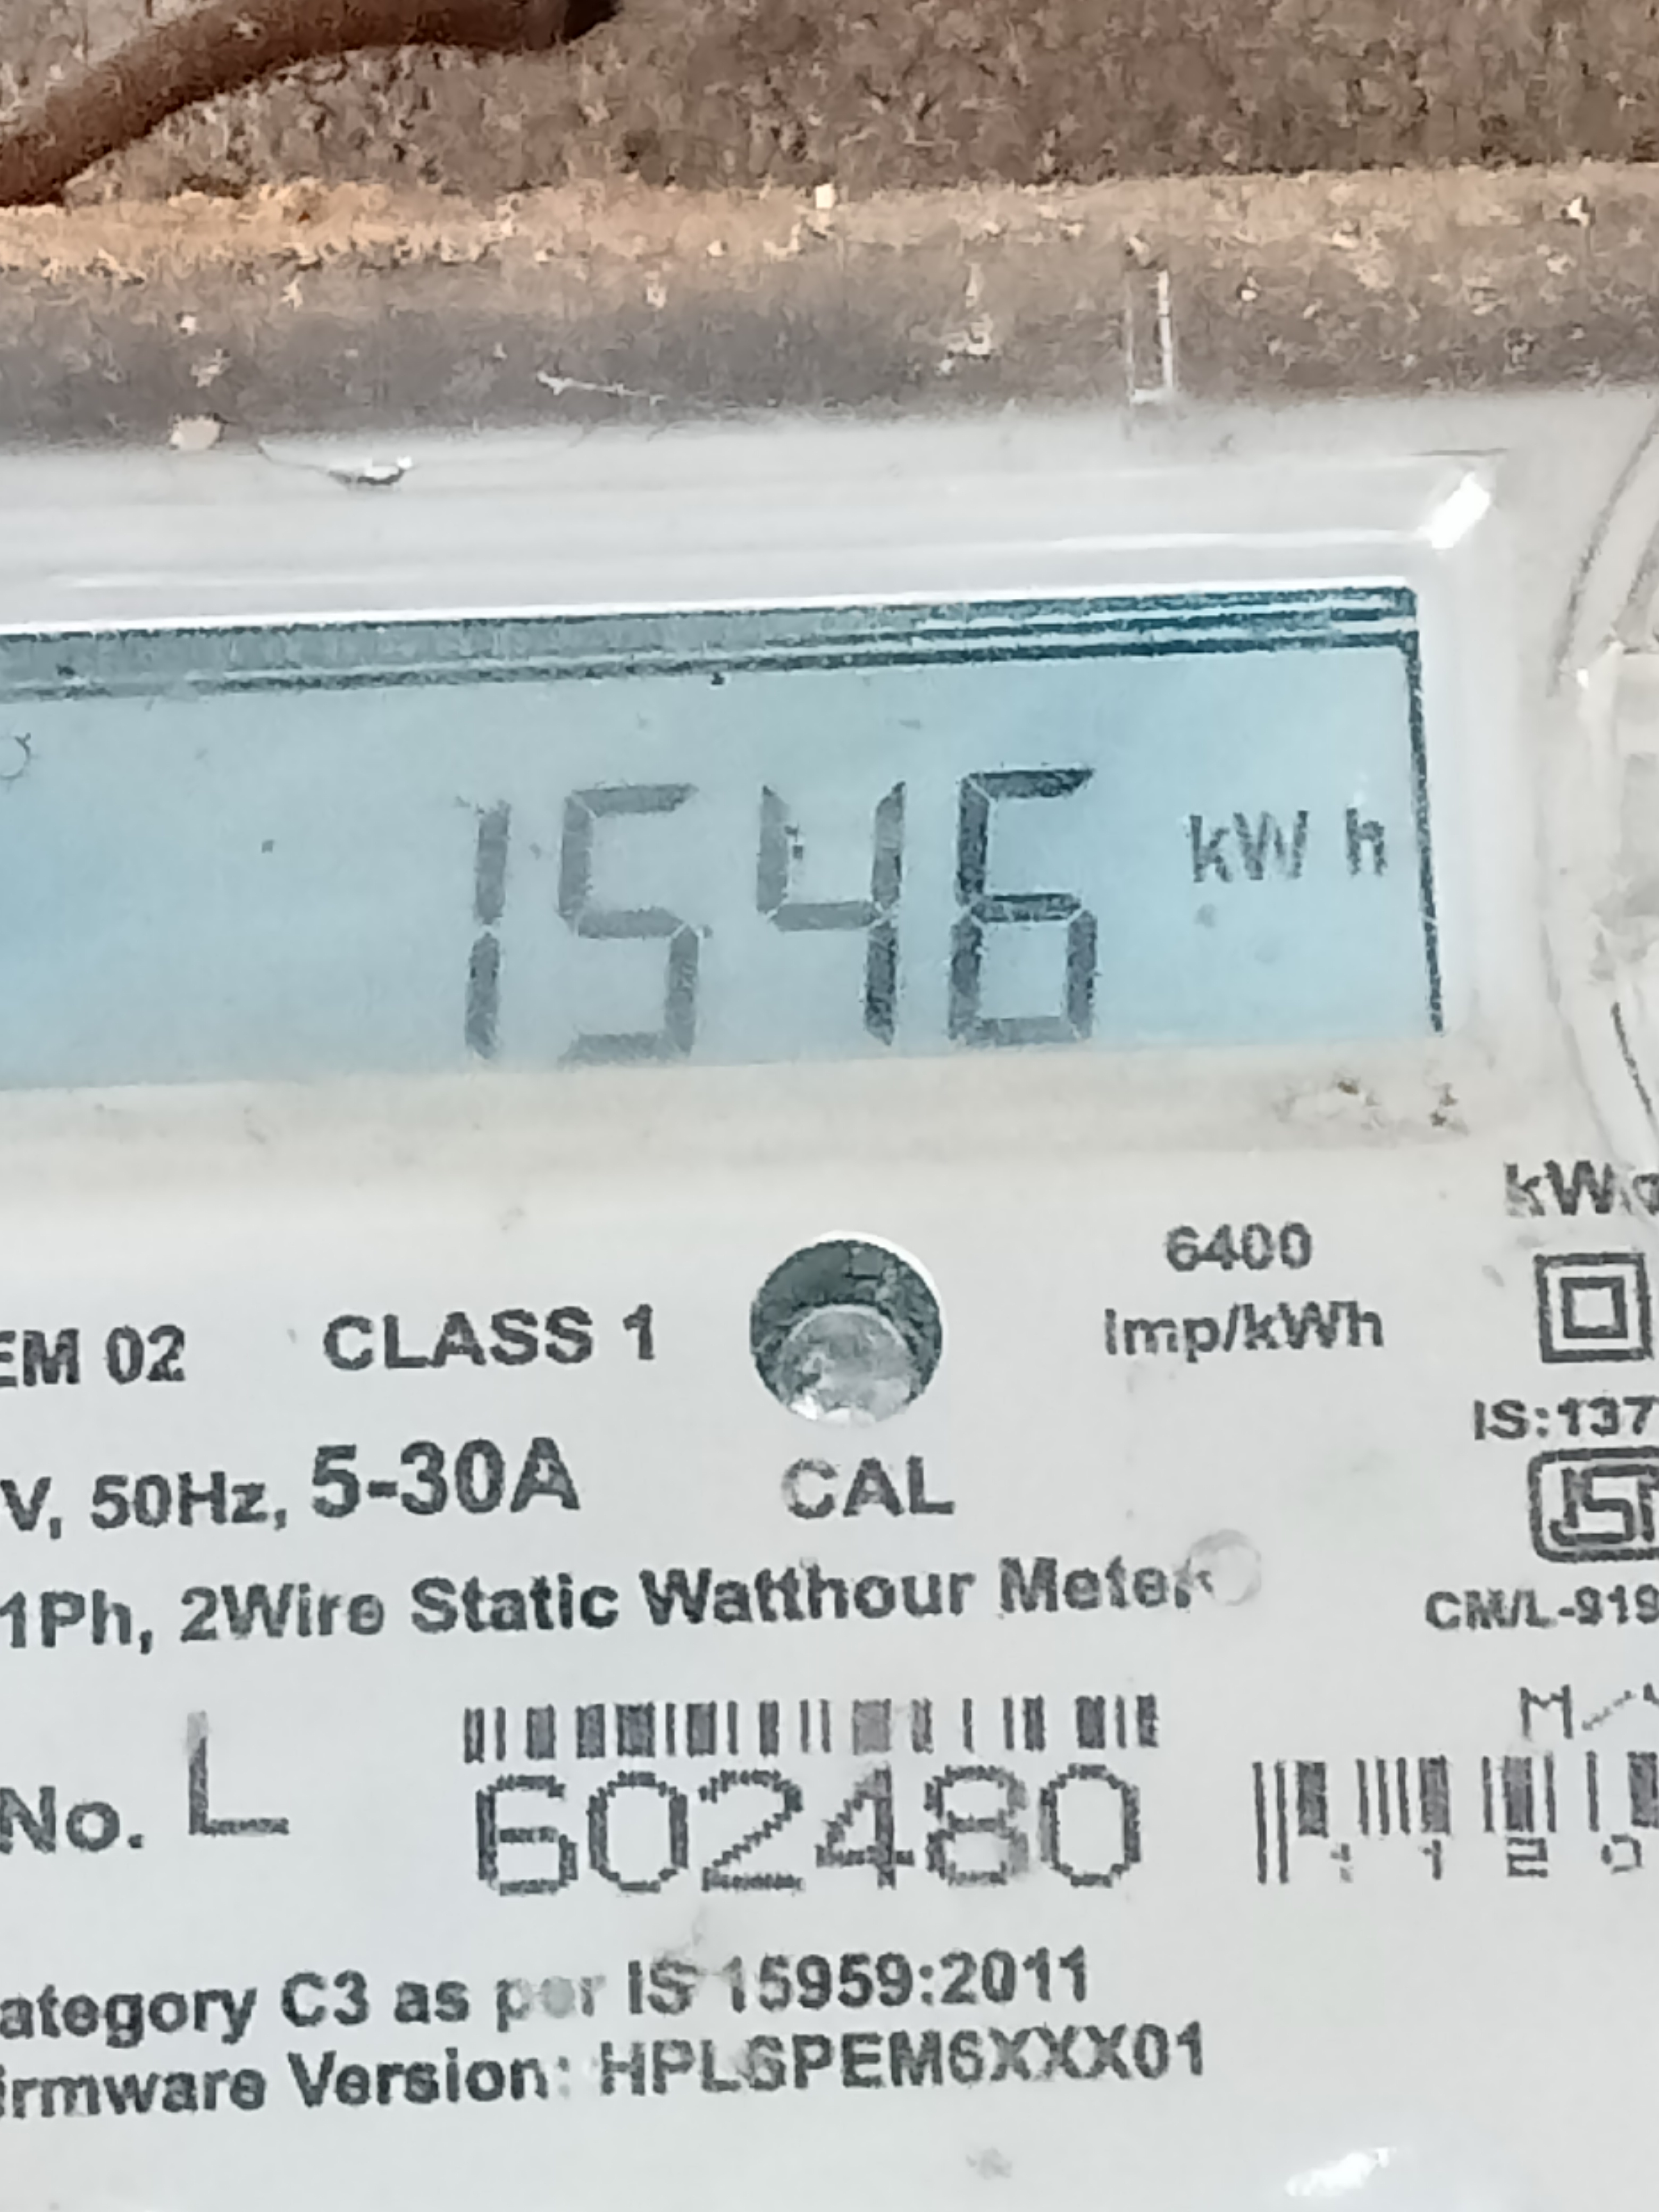 1546 kW h
6400
Imp/kWh
EM 02 CLASS 1
V, 50Hz, 5-30A
CAL
IS:137
ISI
CM/L-919
1Ph, 2Wire Static Watthour Meter
No. L 602480
ategory C3 as per IS 15959:2011
irmware Version: HPLSPEM6XXX01